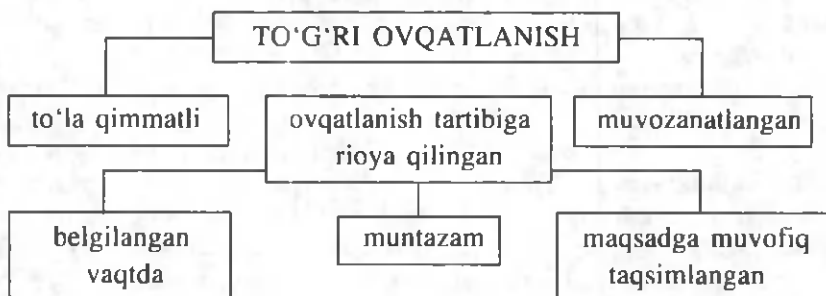 TO‘G‘RI OVQATLANISH
to‘la qimmatli
ovqatlanish tartibiga
rioya qilingan
muvozanatlangan
belgilangan
vaqtda
muntazam
maqsadga muvofiq
taqsimlangan